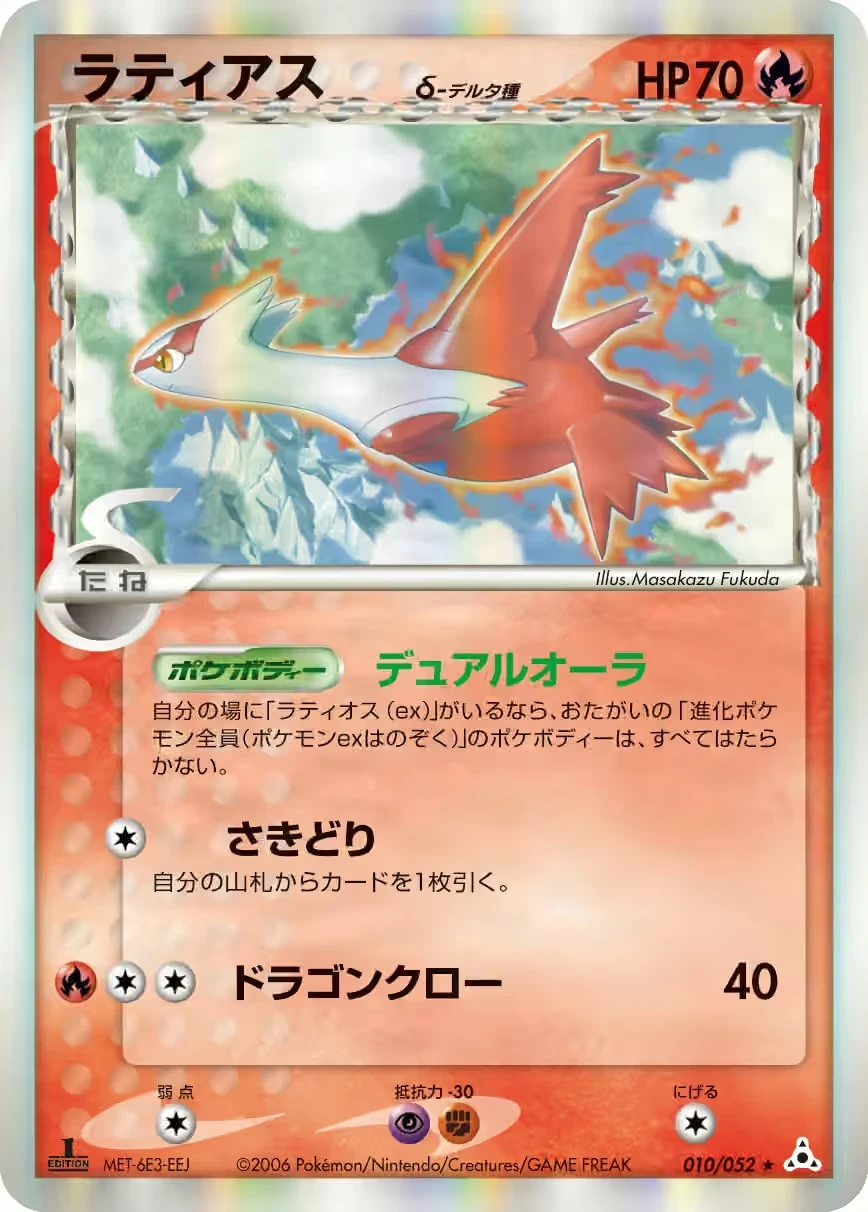 ラティアス δ-デルタ種 HP70
Illus.Masakazu Fukuda
たね
ポケボディー デュアルオーラ
自分の場に「ラティオス(ex)」がいるなら、おたがいの「進化ポケ
モン全員(ポケモンexはのぞく)」のポケボディーは、すべてはたら
かない。
さきどり
自分の山札からカードを1枚引く。
ドラゴンクロー 40
弱点 抵抗力 -30 にげる
1 EDITION MET-6E3-EEJ ©2006 Pokémon/Nintendo/Creatures/GAME FREAK 010/052 ★